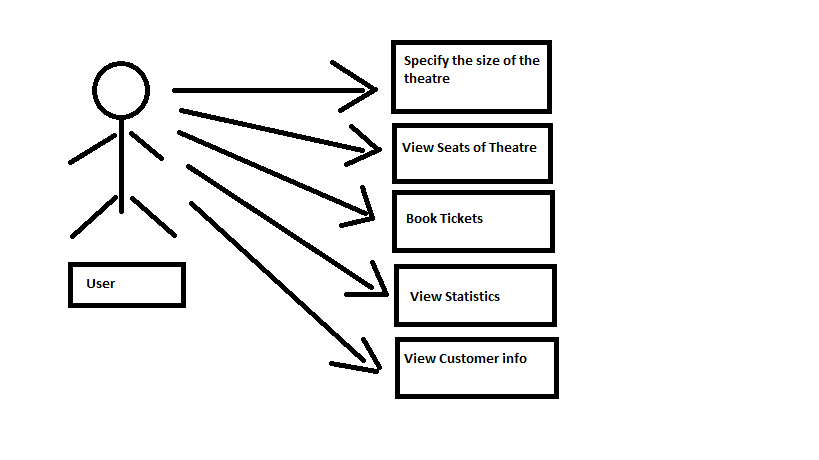 Specify the size of the
theatre
View Seats of Theatre
Book Tickets
User
View Statistics
View Customer info